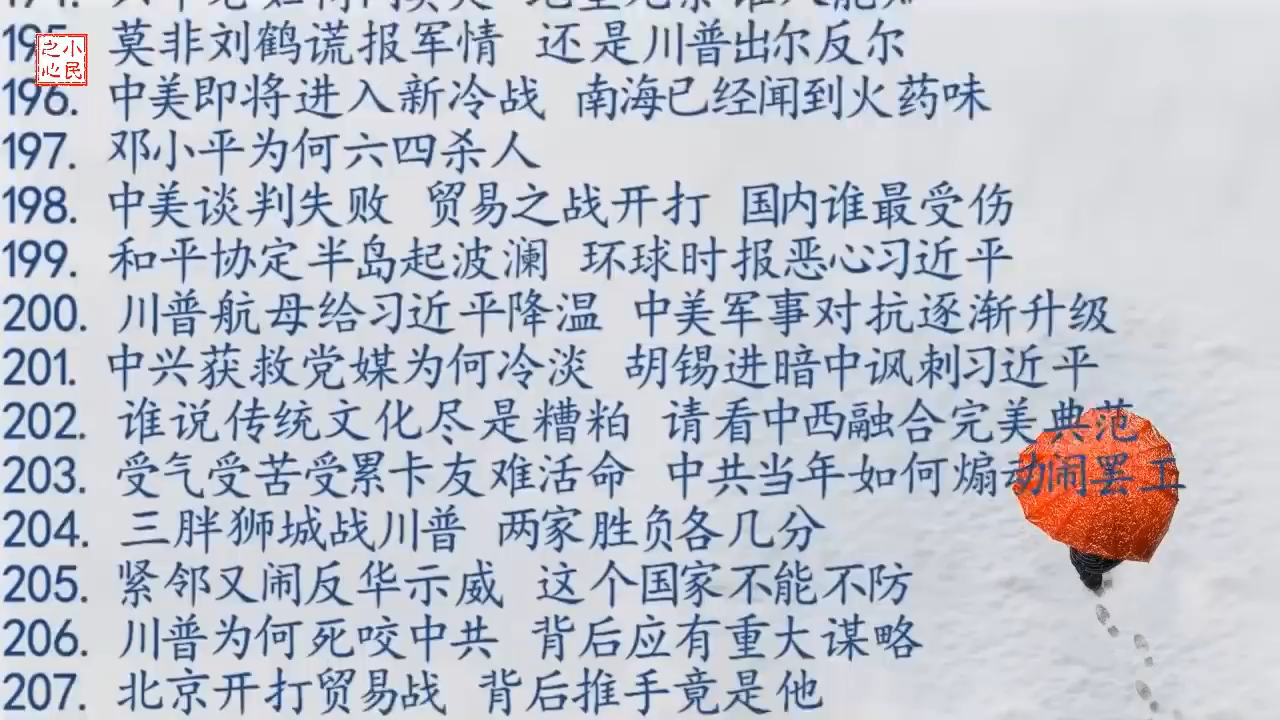 小民之心
195. 莫非刘鹤谎报军情 还是川普出尔反尔
196. 中美即将进入新冷战 南海已经闻到火药味
197. 邓小平为何六四杀人
198. 中美谈判失败 贸易之战开打 国内谁最受伤
199. 和平协定半岛起波澜 环球时报恶心习近平
200. 川普航母给习近平降温 中美军事对抗逐渐升级
201. 中兴获救党媒为何冷淡 胡锡进暗中讽刺习近平
202. 谁说传统文化尽是糟粕 请看中西融合完美典范
203. 受气受苦受累卡友难活命 中共当年如何煽动闹罢工
204. 三胖狮城战川普 两家胜负各几分
205. 紧邻又闹反华示威 这个国家不能不防
206. 川普为何死咬中共 背后应有重大谋略
207. 北京开打贸易战 背后推手竟是他